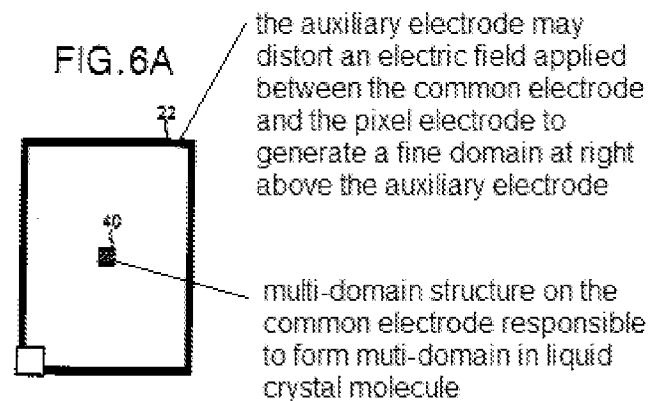 FIG.6A
the auxiliary electrode may
distort an electric field applied
between the common electrode
and the pixel electrode to
generate a fine domain at right
above the auxiliary electrode
22
40
multi-domain structure on the
common electrode responsible
to form muti-domain in liquid
crystal molecule